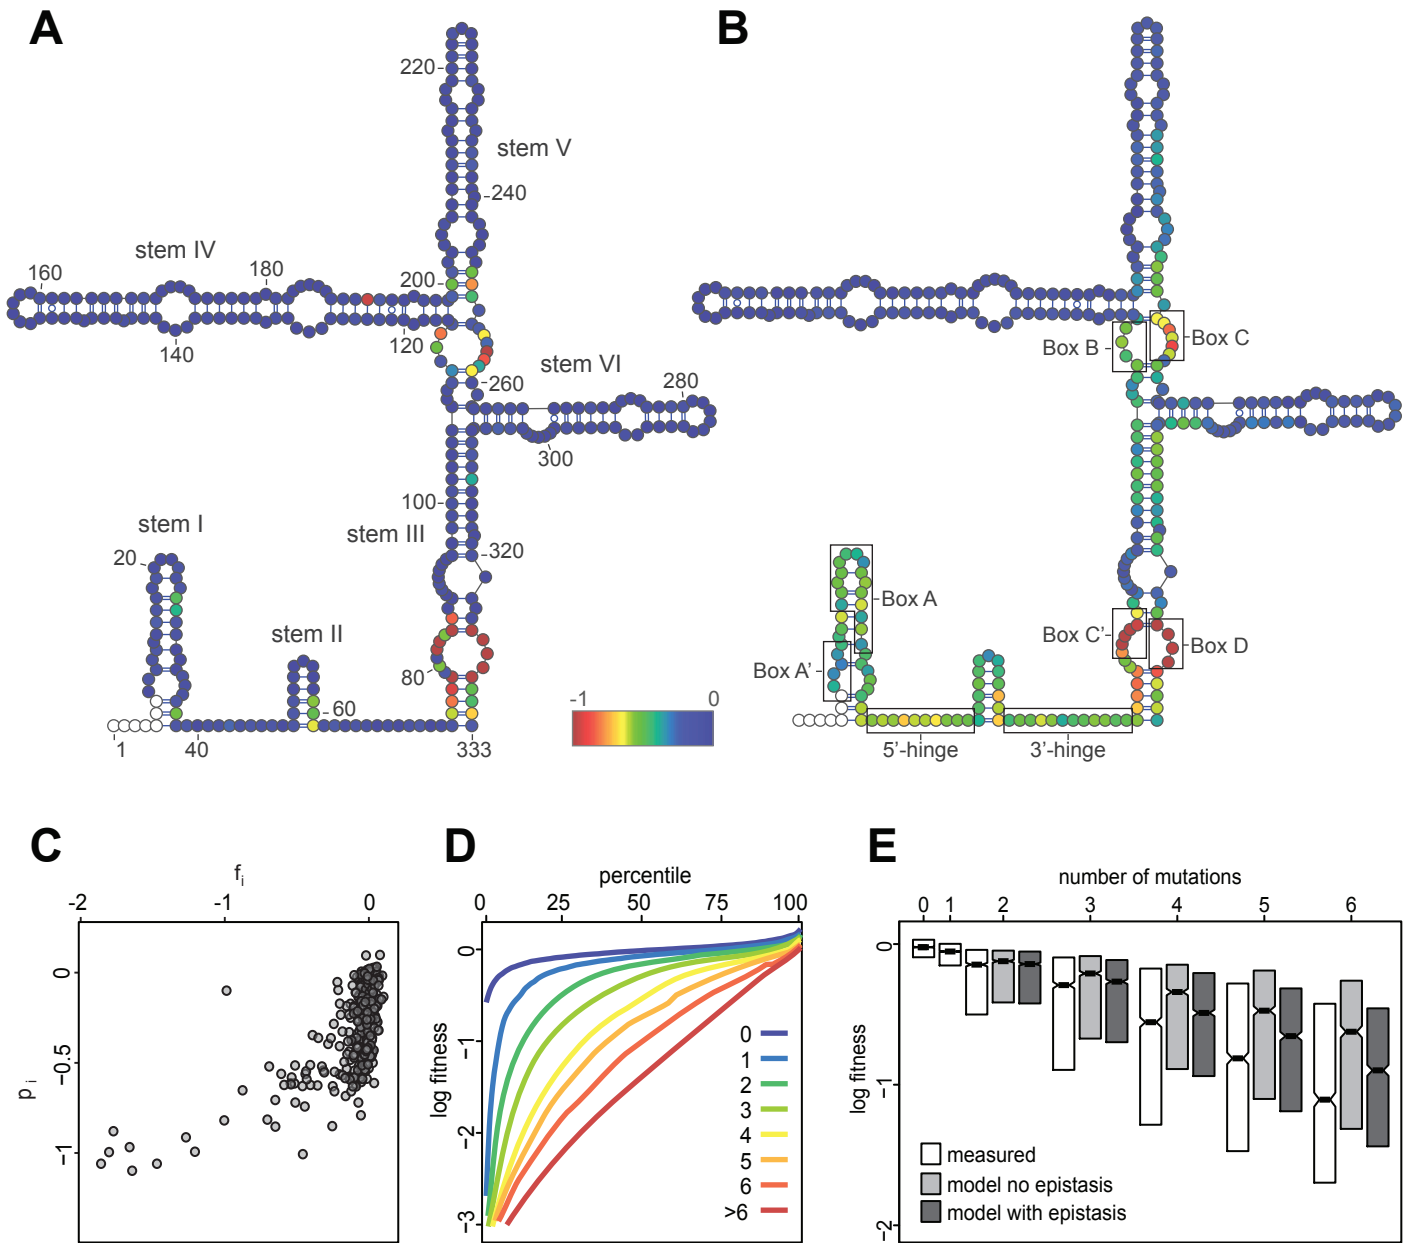 A
B
220
stem V
240
stem IV
160
180
200
140
120
Box B
Box C
260
stem VI
280
300
100
stem III
320
stem I
20
stem II
80
60
1
40
333
-1
0
Box A
Box A'
Box C'
Box D
5'-hinge
3'-hinge
C
D
E
fi
-2
-1
0
pi
0
−0.5
−1
percentile
0
25
50
75
100
log fitness
0
−1
−2
−3
0
1
2
3
4
5
6
>6
number of mutations
0
1
2
3
4
5
6
log fitness
0
−1
−2
measured
model no epistasis
model with epistasis